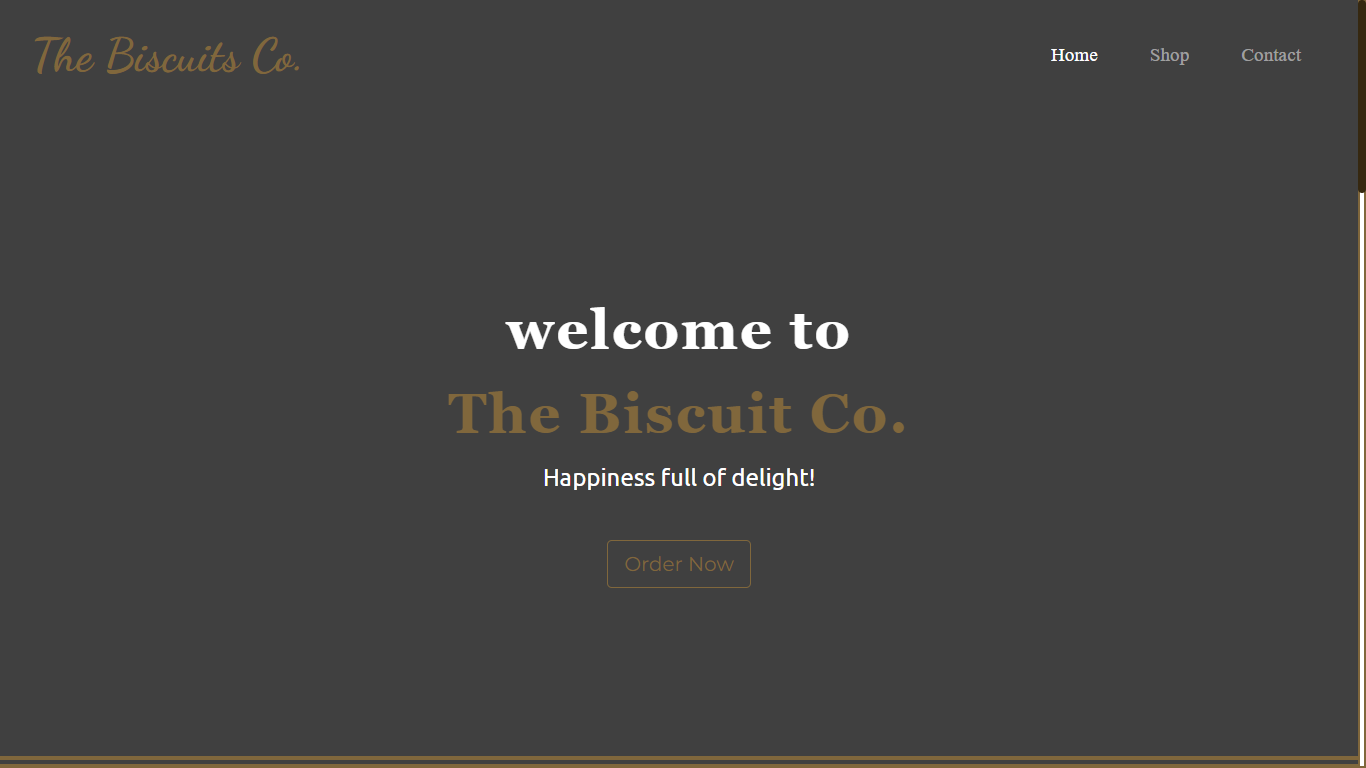 The Biscuits Co.
Home Shop Contact
welcome to
The Biscuit Co.
Happiness full of delight!
Order Now